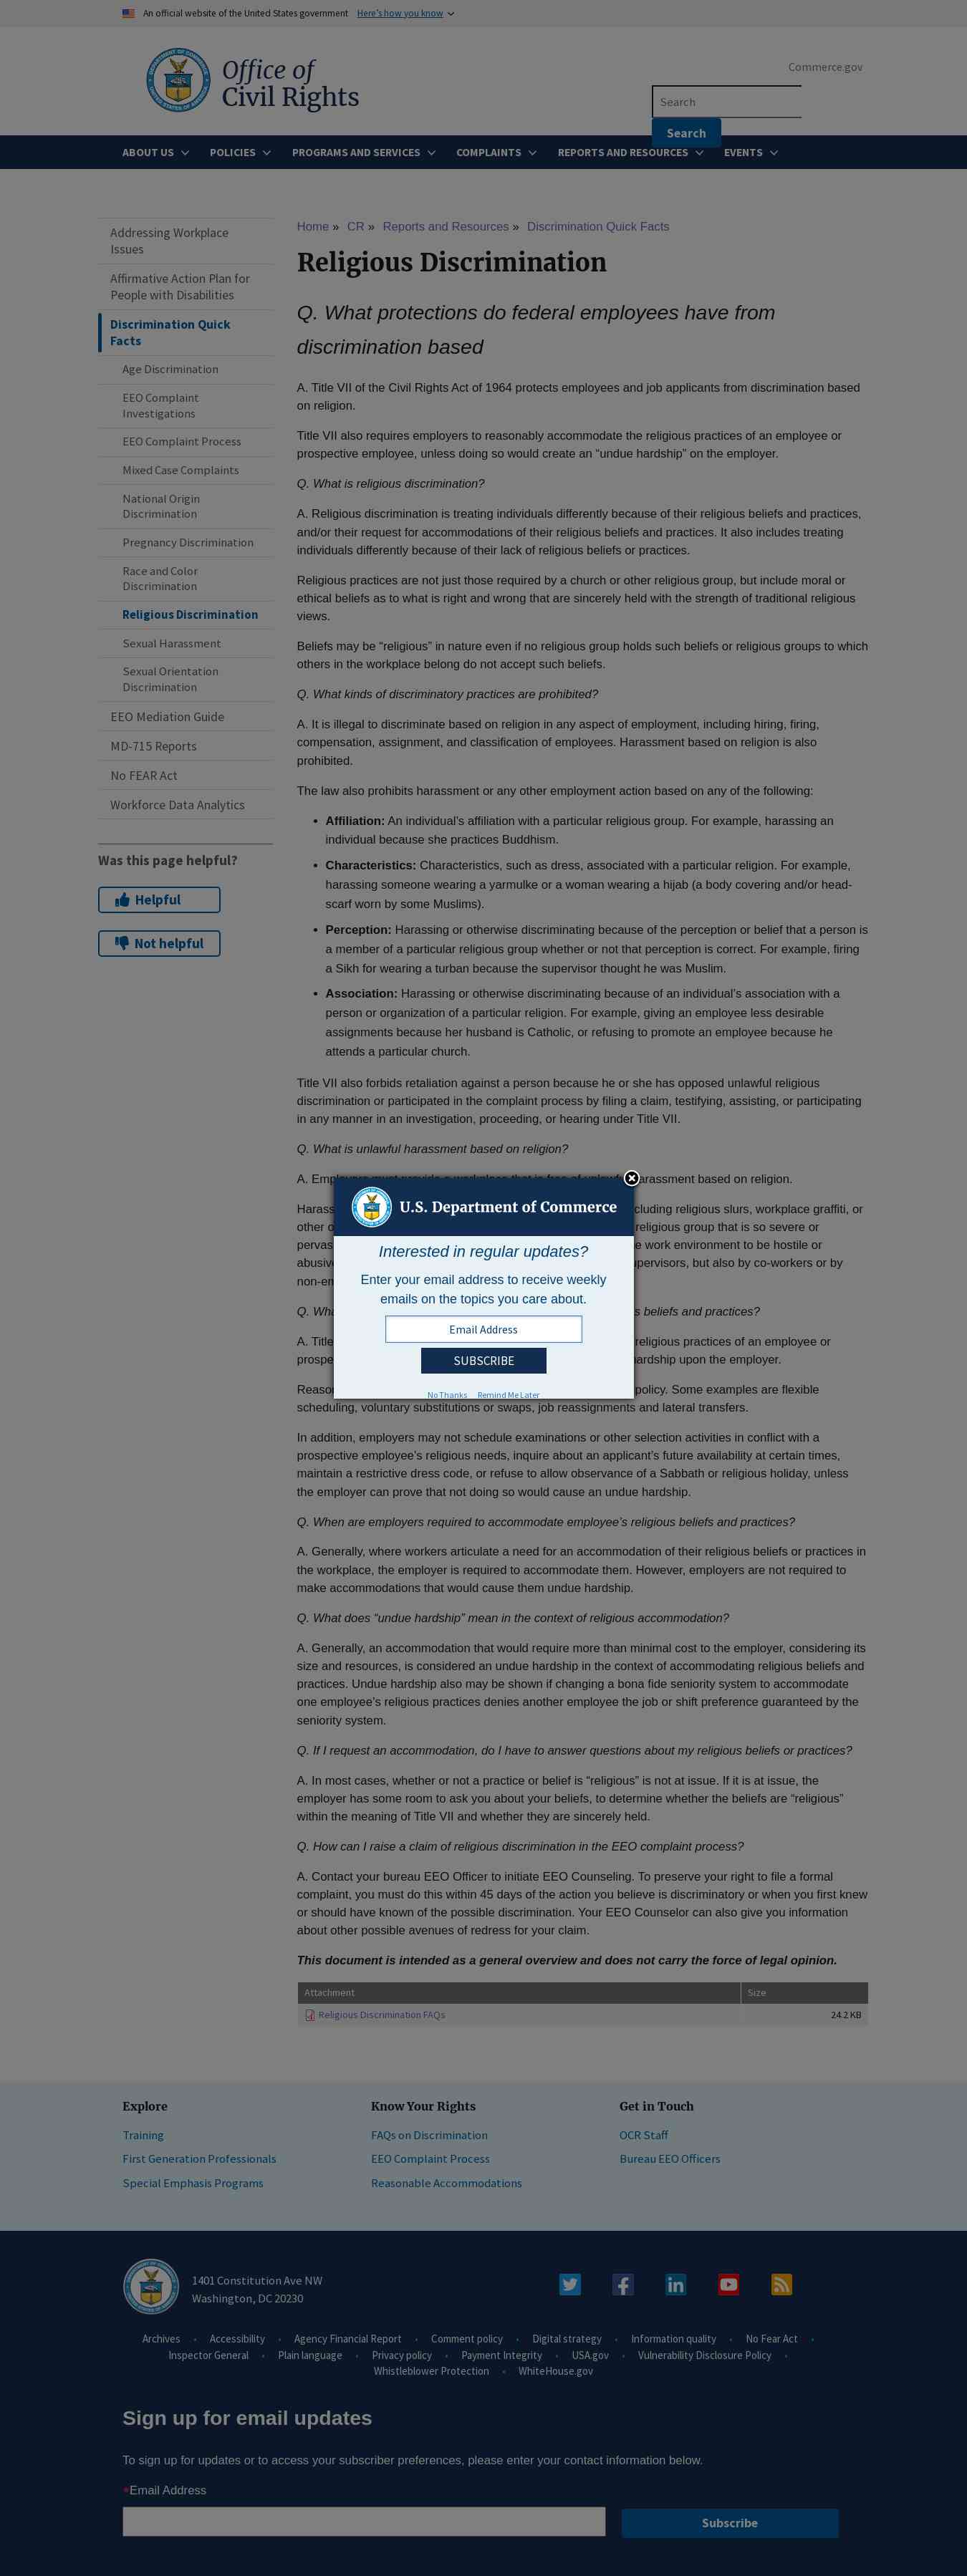 An official website of the United States government Here's how you know
Office of
Civil Rights
Commerce.gov
Search
Search
ABOUT US POLICIES PROGRAMS AND SERVICES COMPLAINTS REPORTS AND RESOURCES EVENTS
Addressing Workplace
Issues
Affirmative Action Plan for
People with Disabilities
Discrimination Quick
Facts
Age Discrimination
EEO Complaint
Investigations
EEO Complaint Process
Mixed Case Complaints
National Origin
Discrimination
Pregnancy Discrimination
Race and Color
Discrimination
Religious Discrimination
Sexual Harassment
Sexual Orientation
Discrimination
EEO Mediation Guide
MD-715 Reports
No FEAR Act
Workforce Data Analytics
Was this page helpful?
Helpful
Not helpful
Home » CR » Reports and Resources » Discrimination Quick Facts
Religious Discrimination
Q. What protections do federal employees have from
discrimination based
A. Title VII of the Civil Rights Act of 1964 protects employees and job applicants from discrimination based
on religion.
Title VII also requires employers to reasonably accommodate the religious practices of an employee or
prospective employee, unless doing so would create an “undue hardship” on the employer.
Q. What is religious discrimination?
A. Religious discrimination is treating individuals differently because of their religious beliefs and practices,
and/or their request for accommodations of their religious beliefs and practices. It also includes treating
individuals differently because of their lack of religious beliefs or practices.
Religious practices are not just those required by a church or other religious group, but include moral or
ethical beliefs as to what is right and wrong that are sincerely held with the strength of traditional religious
views.
Beliefs may be “religious” in nature even if no religious group holds such beliefs or religious groups to which
others in the workplace belong do not accept such beliefs.
Q. What kinds of discriminatory practices are prohibited?
A. It is illegal to discriminate based on religion in any aspect of employment, including hiring, firing,
compensation, assignment, and classification of employees. Harassment based on religion is also
prohibited.
The law also prohibits harassment or any other employment action based on any of the following:
• Affiliation: An individual’s affiliation with a particular religious group. For example, harassing an
individual because she practices Buddhism.
• Characteristics: Characteristics, such as dress, associated with a particular religion. For example,
harassing someone wearing a yarmulke or a woman wearing a hijab (a body covering and/or head-
scarf worn by some Muslims).
• Perception: Harassing or otherwise discriminating because of the perception or belief that a person is
a member of a particular religious group whether or not that perception is correct. For example, firing
a Sikh for wearing a turban because the supervisor thought he was Muslim.
• Association: Harassing or otherwise discriminating because of an individual’s association with a
person or organization of a particular religion. For example, giving an employee less desirable
assignments because her husband is Catholic, or refusing to promote an employee because he
attends a particular church.
Title VII also forbids retaliation against a person because he or she has opposed unlawful religious
discrimination or participated in the complaint process by filing a claim, testifying, assisting, or participating
in any manner in an investigation, proceeding, or hearing under Title VII.
Q. What is unlawful harassment based on religion?
A. arassment based on religion.
Harass cluding religious slurs, workplace graffiti, or
other o religious group that is so severe or
pervas e work environment to be hostile or
abusiv pervisors, but also by co-workers or by
non-em
Q. Wha s beliefs and practices?
A. Title religious practices of an employee or
prospe hardship upon the employer.
Reason policy. Some examples are flexible
scheduling, voluntary substitutions or swaps, job reassignments and lateral transfers.
U.S. Department of Commerce
Interested in regular updates?
Enter your email address to receive weekly
emails on the topics you care about.
Email Address
SUBSCRIBE
No Thanks Remind Me Later
In addition, employers may not schedule examinations or other selection activities in conflict with a
prospective employee’s religious needs, inquire about an applicant’s future availability at certain times,
maintain a restrictive dress code, or refuse to allow observance of a Sabbath or religious holiday, unless
the employer can prove that not doing so would cause an undue hardship.
Q. When are employers required to accommodate employee’s religious beliefs and practices?
A. Generally, where workers articulate a need for an accommodation of their religious beliefs or practices in
the workplace, the employer is required to accommodate them. However, employers are not required to
make accommodations that would cause them undue hardship.
Q. What does “undue hardship” mean in the context of religious accommodation?
A. Generally, an accommodation that would require more than minimal cost to the employer, considering its
size and resources, is considered an undue hardship in the context of accommodating religious beliefs and
practices. Undue hardship also may be shown if changing a bona fide seniority system to accommodate
one employee's religious practices denies another employee the job or shift preference guaranteed by the
seniority system.
Q. If I request an accommodation, do I have to answer questions about my religious beliefs or practices?
A. In most cases, whether or not a practice or belief is “religious” is not at issue. If it is at issue, the
employer has some room to ask you about your beliefs, to determine whether the beliefs are “religious”
within the meaning of Title VII and whether they are sincerely held.
Q. How can I raise a claim of religious discrimination in the EEO complaint process?
A. Contact your bureau EEO Officer to initiate EEO Counseling. To preserve your right to file a formal
complaint, you must do this within 45 days of the action you believe is discriminatory or when you first knew
or should have known of the possible discrimination. Your EEO Counselor can also give you information
about other possible avenues of redress for your claim.
This document is intended as a general overview and does not carry the force of legal opinion.
Attachment Size
Religious Discrimination FAQs 24.2 KB
Explore
Training
First Generation Professionals
Special Emphasis Programs
Know Your Rights
FAQs on Discrimination
EEO Complaint Process
Reasonable Accommodations
Get in Touch
OCR Staff
Bureau EEO Officers
1401 Constitution Ave NW
Washington, DC 20230
Archives • Accessibility • Agency Financial Report • Comment policy • Digital strategy • Information quality • No Fear Act •
Inspector General • Plain language • Privacy policy • Payment Integrity • USA.gov • Vulnerability Disclosure Policy •
Whistleblower Protection • WhiteHouse.gov
Sign up for email updates
To sign up for updates or to access your subscriber preferences, please enter your contact information below.
*Email Address
Subscribe